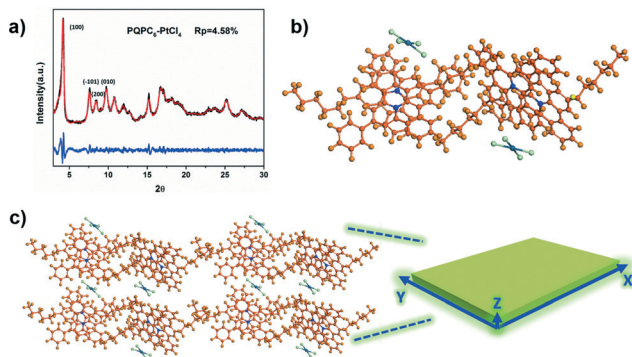 a)
PQPC₆-PtCl₄ Rp=4.58%
(100)
(-101)
(200)
(010)
Intensity(a.u.)
5 10 15 20 25 30
2θ
b)
c)
Y
Z
X